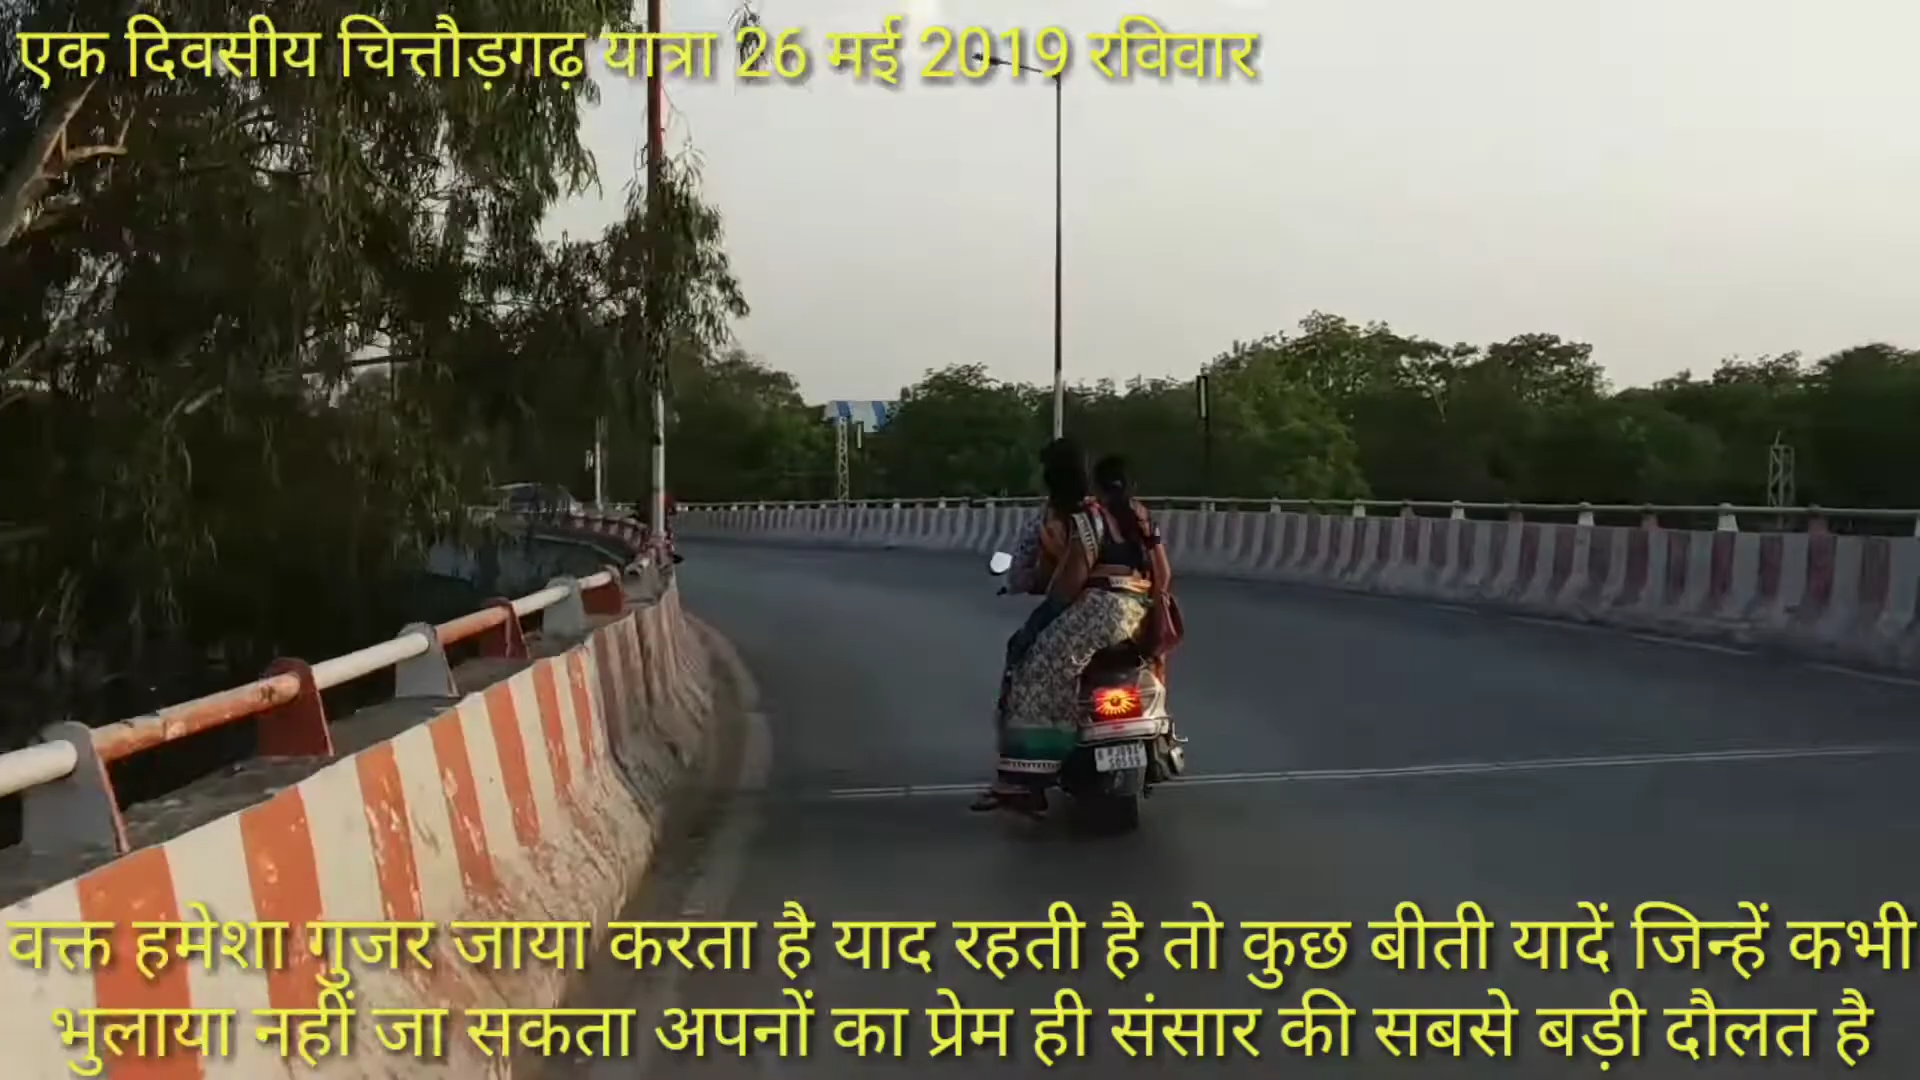 एक दिवसीय चित्तौड़गढ़ यात्रा 26 मई 2019 रविवार
वक्त हमेशा गुजर जाया करता है याद रहती है तो कुछ बीती यादें जिन्हें कभी
भुलाया नहीं जा सकता अपनों का प्रेम ही संसार की सबसे बड़ी दौलत है